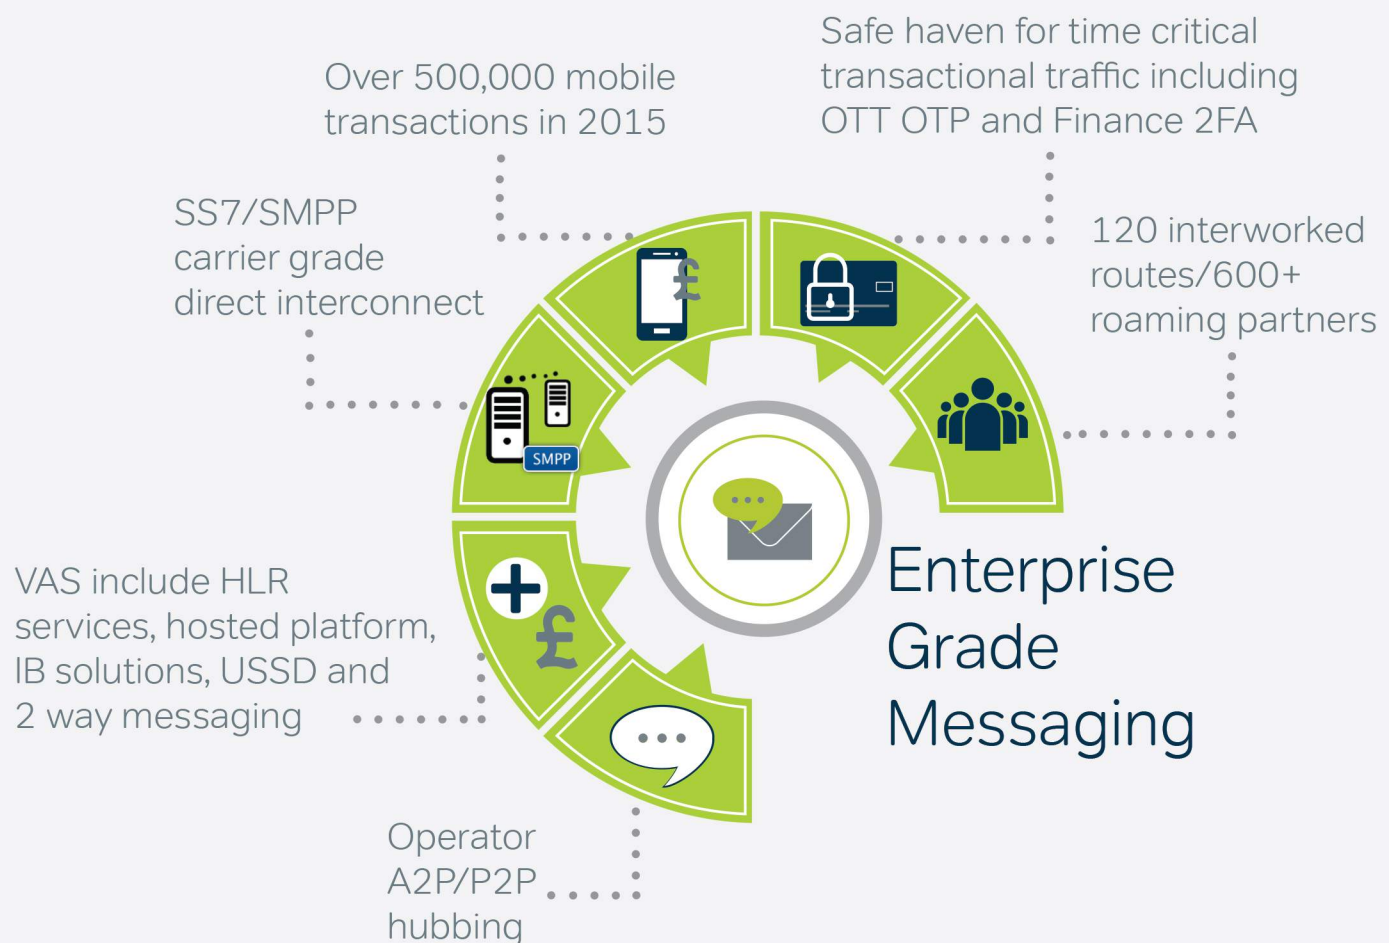 Over 500,000 mobile
transactions in 2015
Safe haven for time critical
transactional traffic including
OTT OTP and Finance 2FA
SS7/SMPP
carrier grade
direct interconnect
120 interworked
routes/600+
roaming partners
£
SMPP
VAS include HLR
services, hosted platform,
IB solutions, USSD and
2 way messaging
£
Enterprise
Grade
Messaging
Operator
A2P/P2P
hubbing